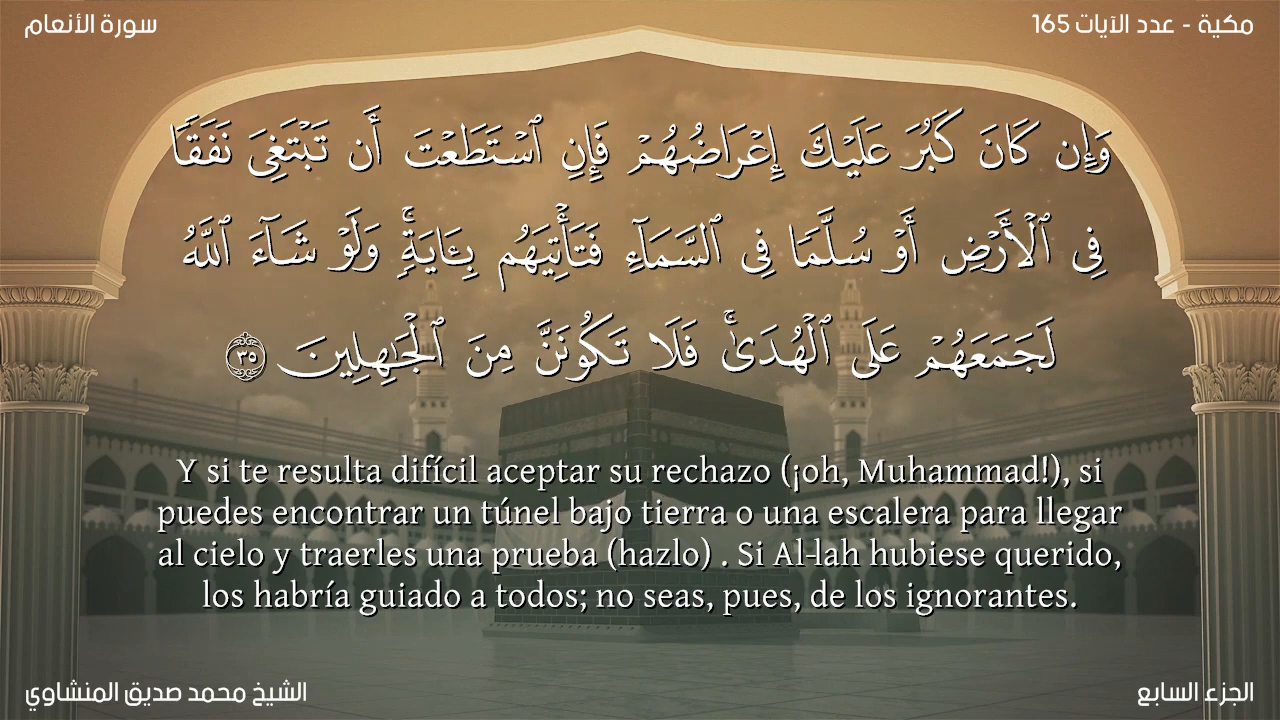 مكية - عدد الآيات 165
سورة الأنعام
وَإِن كَانَ كَبُرَ عَلَيْكَ إِعْرَاضُهُمْ فَإِنِ ٱسْتَطَعْتَ أَن تَبْتَغِىَ نَفَقًا
فِى ٱلْأَرْضِ أَوْ سُلَّمًا فِى ٱلسَّمَآءِ فَتَأْتِيَهُم بِـَٔايَةٍۢ ۚ وَلَوْ شَآءَ ٱللَّهُ
لَجَمَعَهُمْ عَلَى ٱلْهُدَىٰ ۚ فَلَا تَكُونَنَّ مِنَ ٱلْجَـٰهِلِينَ ٣٥
Y si te resulta difícil aceptar su rechazo (¡oh, Muhammad!), si
puedes encontrar un túnel bajo tierra o una escalera para llegar
al cielo y traerles una prueba (hazlo) . Si Al-lah hubiese querido,
los habría guiado a todos; no seas, pues, de los ignorantes.
الجزء السابع
الشيخ محمد صديق المنشاوي